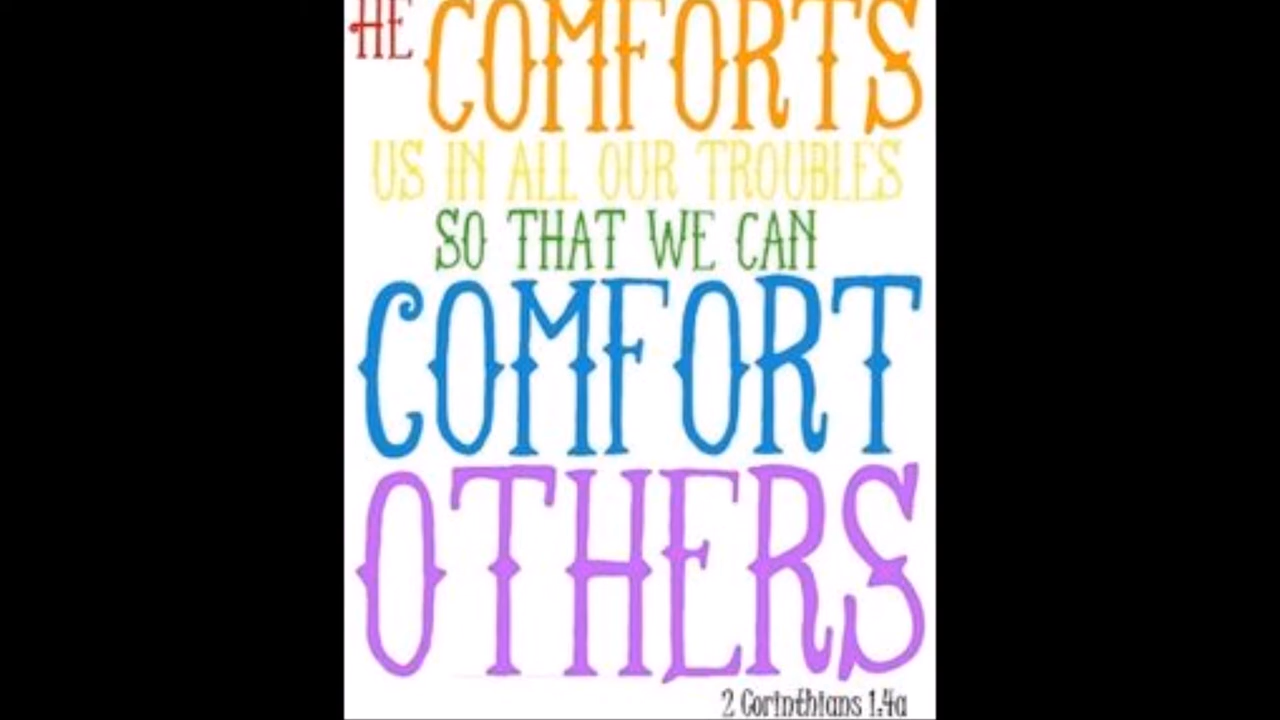 HE COMFORTS
US IN ALL OUR TROUBLES
SO THAT WE CAN
COMFORT
OTHERS
2 Corinthians 1:4a